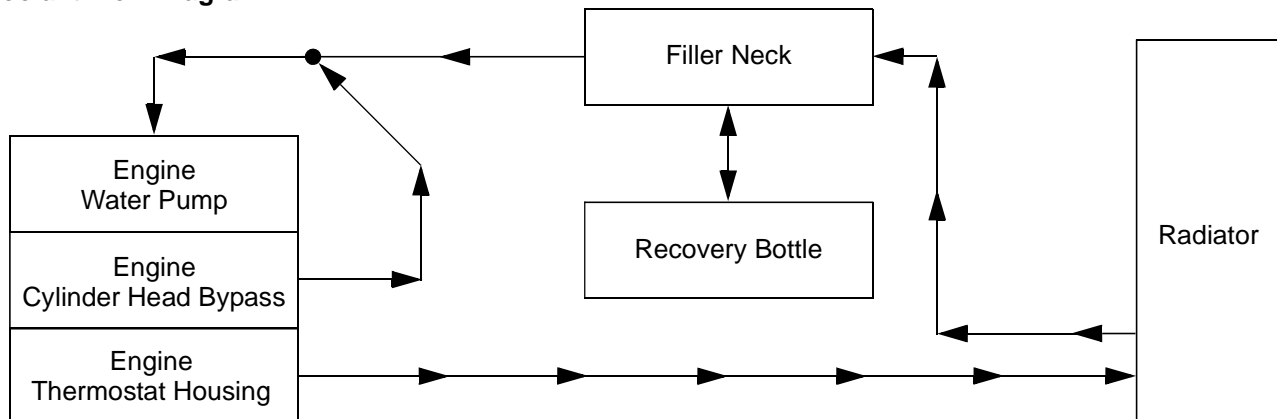 Filler Neck
Engine
Water Pump
Recovery Bottle
Radiator
Engine
Cylinder Head Bypass
Engine
Thermostat Housing